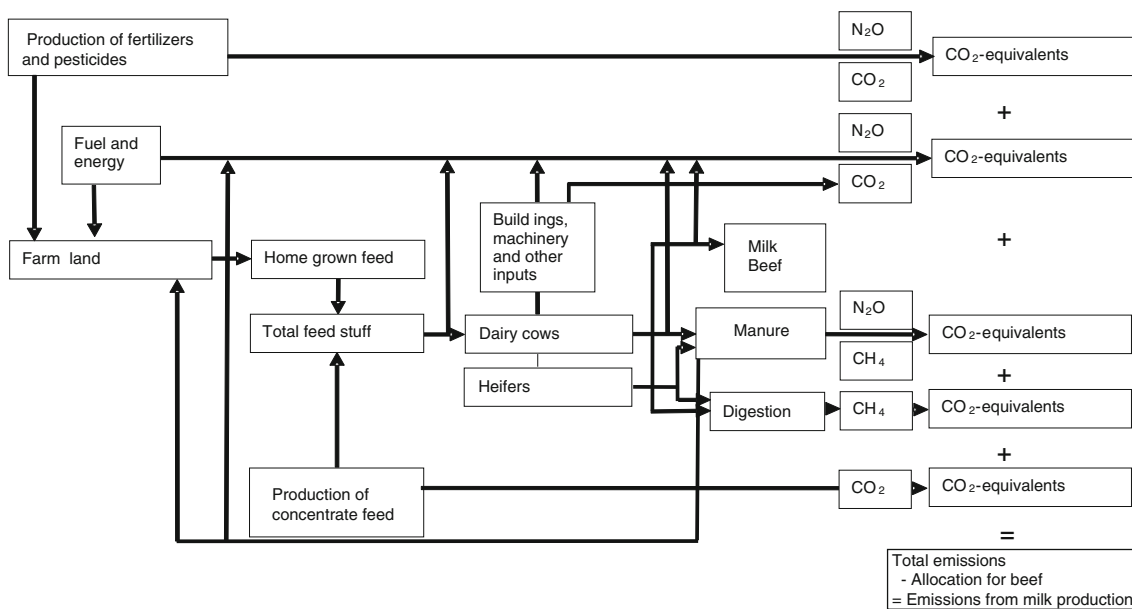 N₂O
Production of fertilizers
and pesticides
CO₂-equivalents
CO₂
+
N₂O
Fuel and
energy
CO₂-equivalents
CO₂
Build ings,
machinery
and other
inputs
Milk
Beef
+
Farm land
Home grown feed
N₂O
Total feed stuff
Dairy cows
Manure
CO₂-equivalents
CH₄
+
Heifers
Digestion
CH₄
CO₂-equivalents
+
Production of
concentrate feed
CO₂
CO₂-equivalents
=
Total emissions
- Allocation for beef
= Emissions from milk production